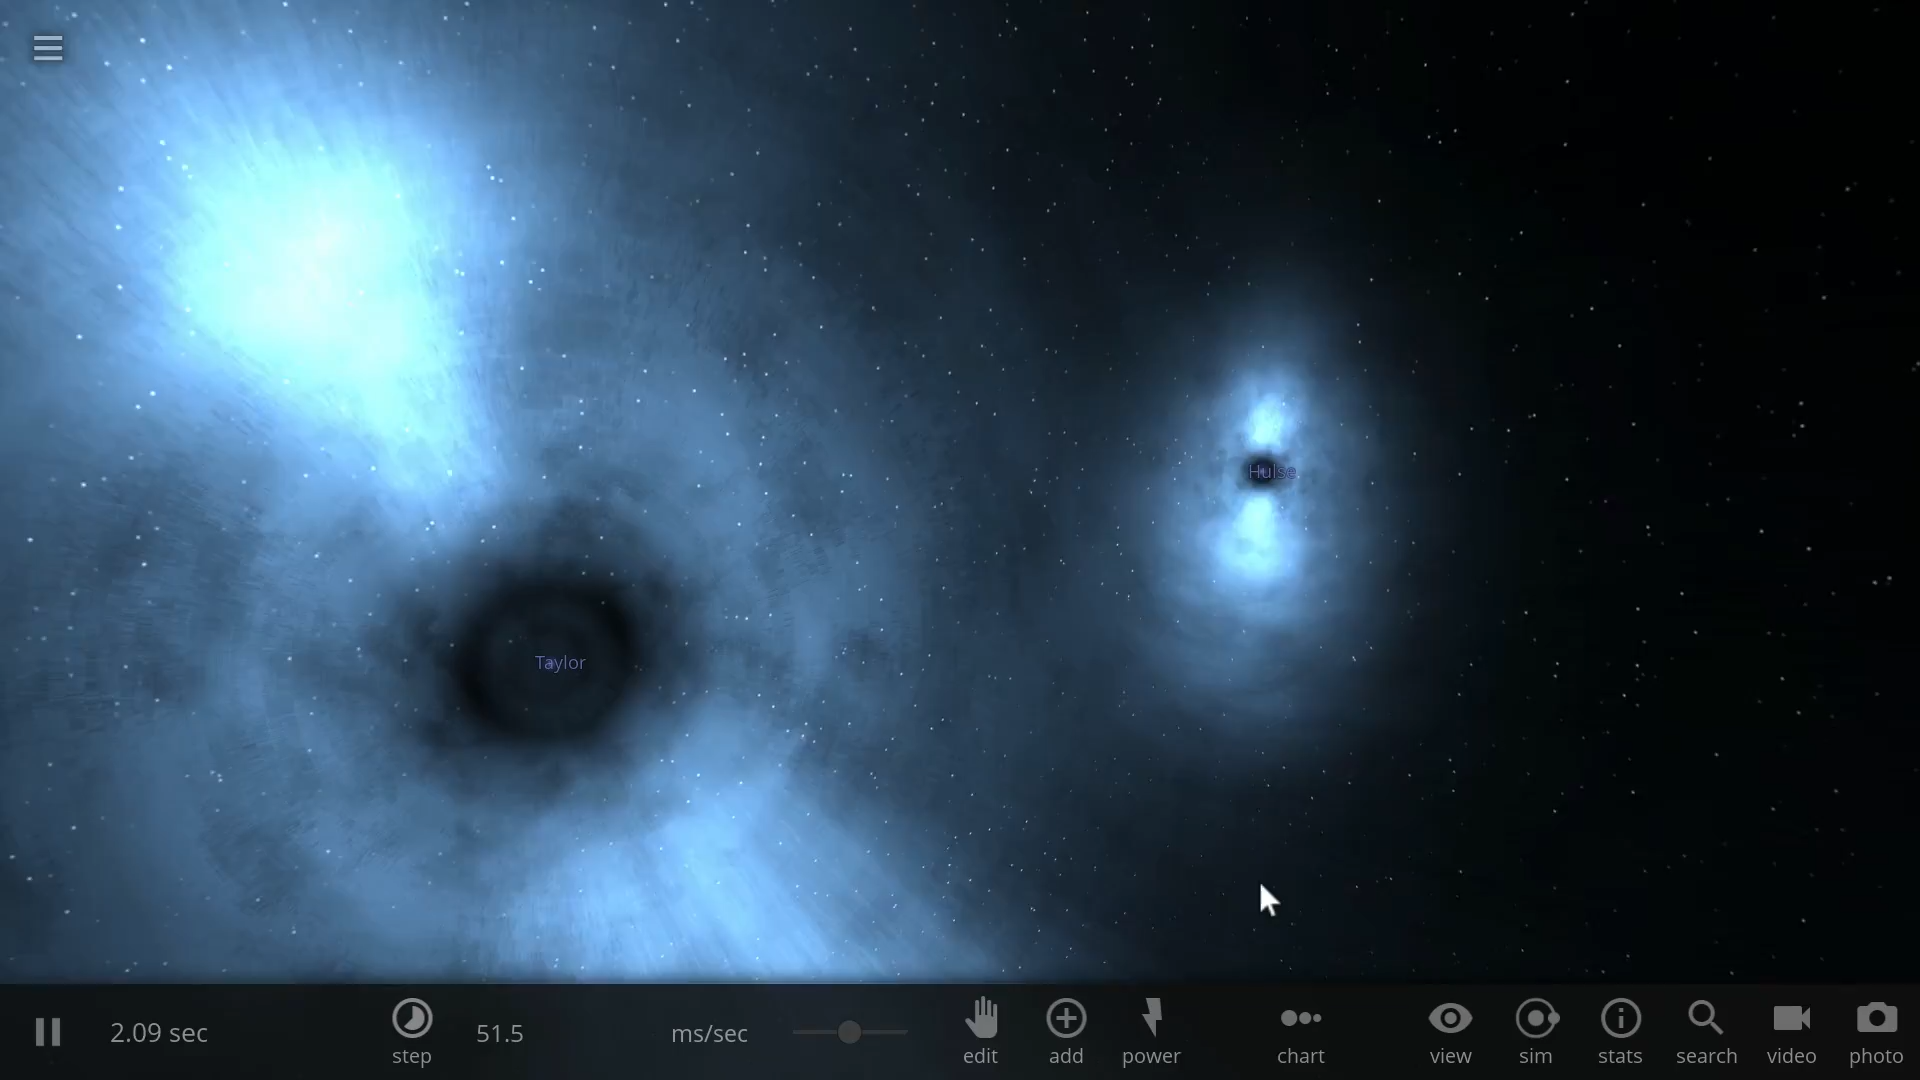 Hulse
Taylor
2.09 sec
step
51.5
ms/sec
edit
add
power
chart
view
sim
stats
search
video
photo